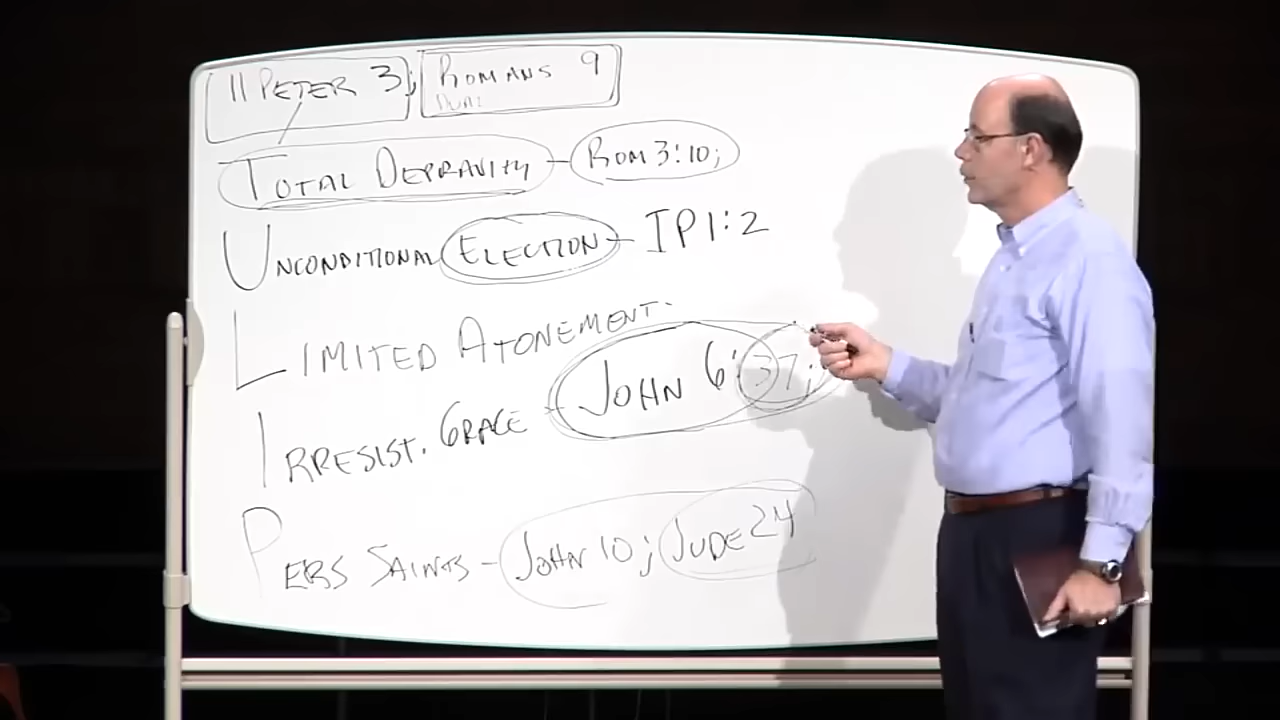 II PETER 3; ROMANS 9
TOTAL DEPRAVITY - ROM 3:10;
UNCONDITIONAL ELECTION - I P 1:2
LIMITED ATONEMENT.
IRRESIST. GRACE - JOHN 6:37;
PERS SAINTS - JOHN 10; JUDE 24